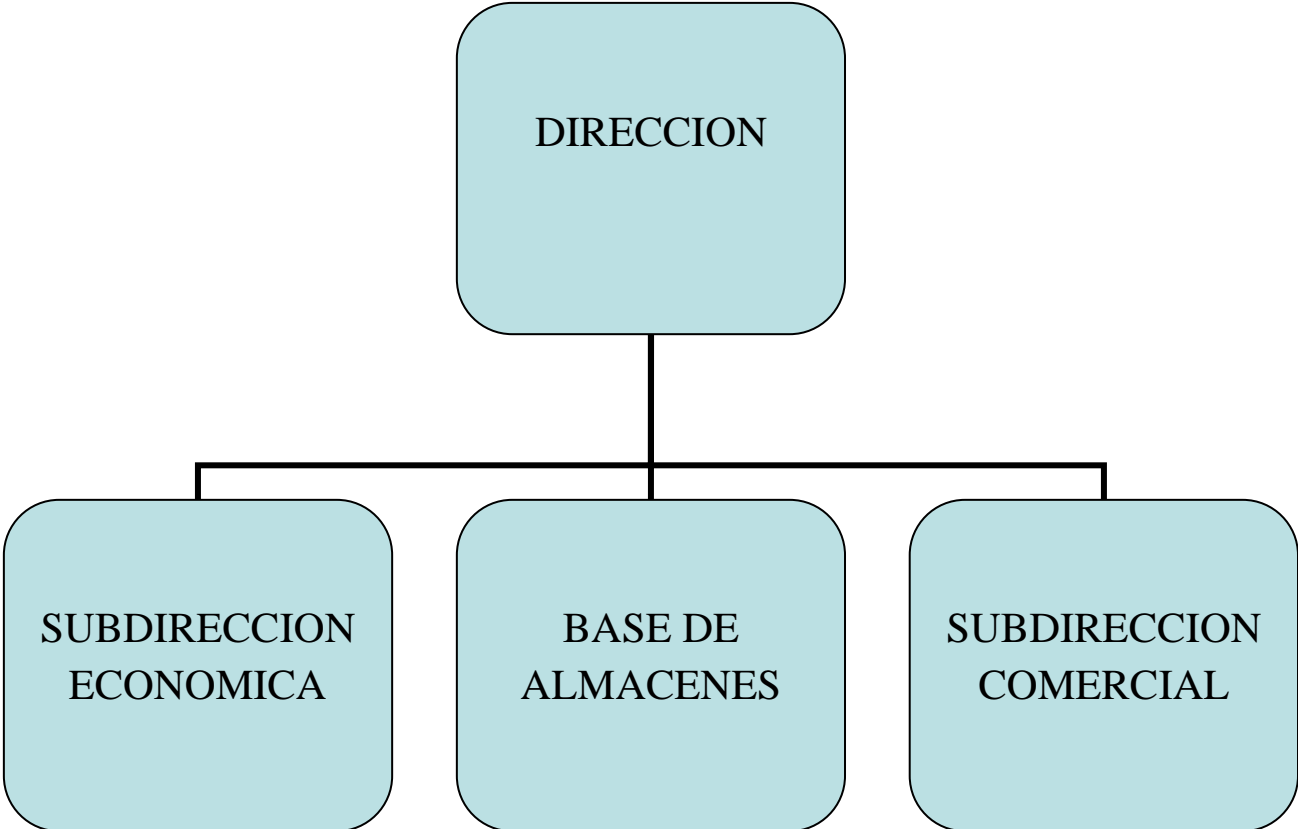 DIRECCION
SUBDIRECCION
ECONOMICA
BASE DE
ALMACENES
SUBDIRECCION
COMERCIAL